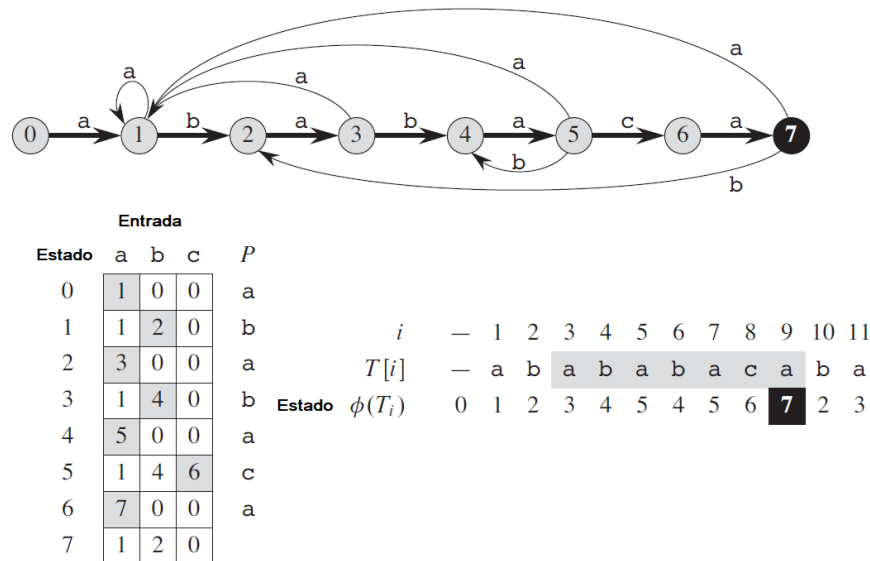 a
a
a
a
0 a 1 b 2 a 3 b 4 a 5 c 6 a 7
b
b
Entrada
Estado a b c P
0 1 0 0 a
1 1 2 0 b
2 3 0 0 a
3 1 4 0 b
4 5 0 0 a
5 1 4 6 c
6 7 0 0 a
7 1 2 0
i — 1 2 3 4 5 6 7 8 9 10 11
T[i] — a b a b a b a c a b a
Estado ϕ(Tᵢ) 0 1 2 3 4 5 4 5 6 7 2 3